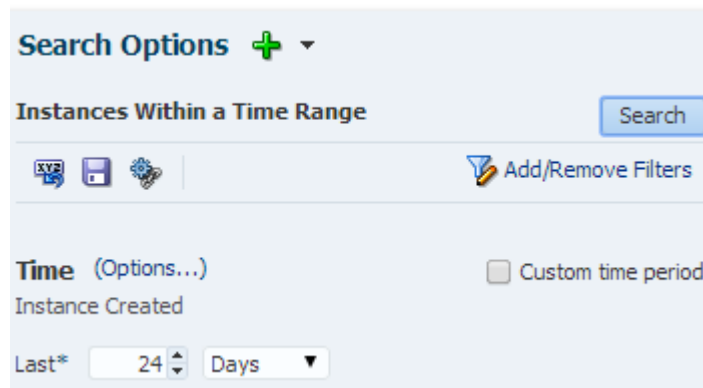 Search Options
Instances Within a Time Range
Search
XYZ
Add/Remove Filters
Time (Options...)
Custom time period
Instance Created
Last* 24 Days